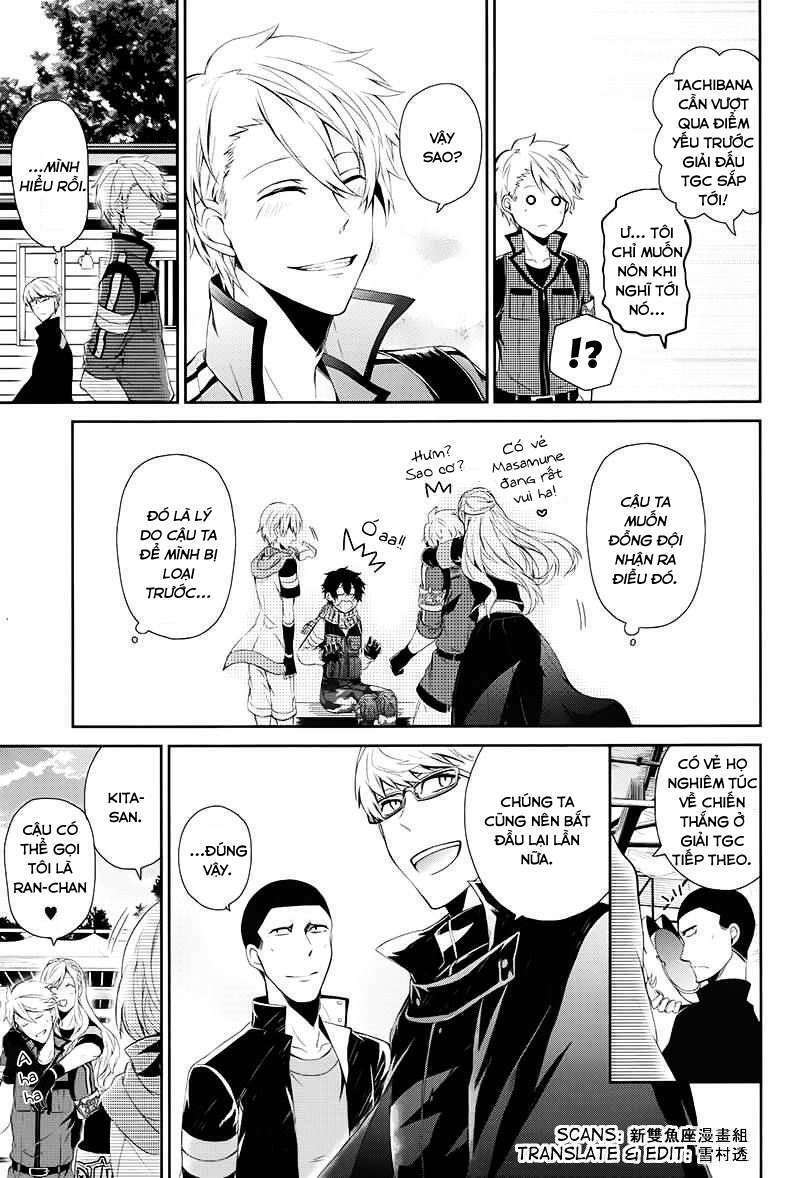 TACHIBANA
CẦN VƯỢT
QUA ĐIỂM
YẾU TRƯỚC
GIẢI ĐẤU
TGC SẮP
TỚI!
Ư... TÔI
CHỈ MUỐN
NÔN KHI
NGHĨ TỚI
NÓ...
!?
VẬY
SAO?
...MÌNH
HIỂU RỒI.
CẬU TA
MUỐN
ĐỒNG ĐỘI
NHẬN RA
ĐIỀU ĐÓ.
Có vẻ
Masamune
đang rất
vui ha!
♥
Hưm?
Sao cơ?
Óaa!!
ĐÓ LÀ LÝ
DO CẬU TA
ĐỂ MÌNH BỊ
LOẠI
TRƯỚC...
CÓ VẺ HỌ
NGHIÊM TÚC
VỀ CHIẾN
THẮNG Ở
GIẢI TGC
TIẾP THEO.
CHÚNG TA
CŨNG NÊN BẮT
ĐẦU LẠI LẦN
NỮA.
...ĐÚNG
VẬY.
KITA-
SAN.
CẬU CÓ
THỂ GỌI
TÔI LÀ
RAN-CHAN
♥
A
ha
ha
SCANS: 新雙魚座漫畫組
TRANSLATE & EDIT: 雪村透